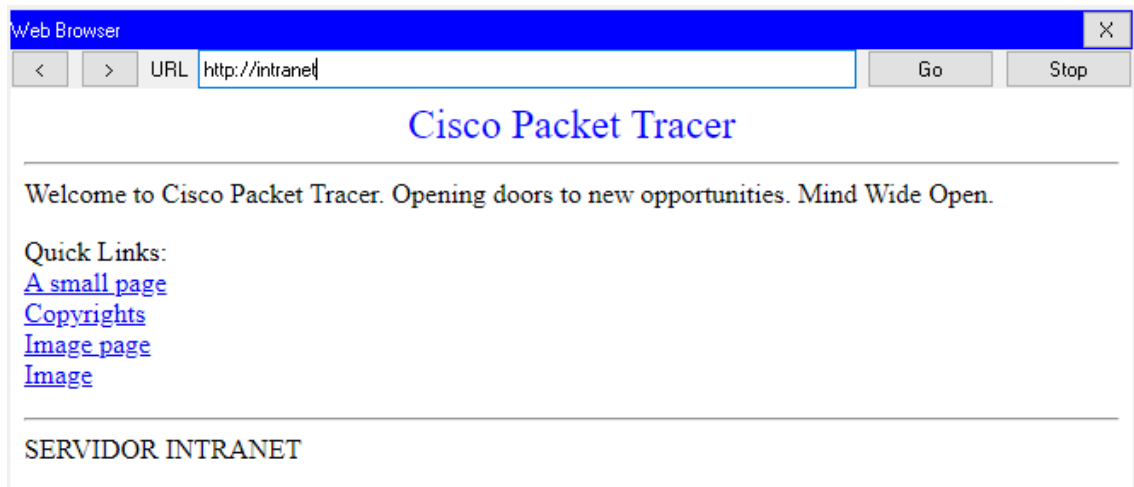 Web Browser X
< > URL http://intranet Go Stop
Cisco Packet Tracer
Welcome to Cisco Packet Tracer. Opening doors to new opportunities. Mind Wide Open.
Quick Links:
A small page
Copyrights
Image page
Image
SERVIDOR INTRANET